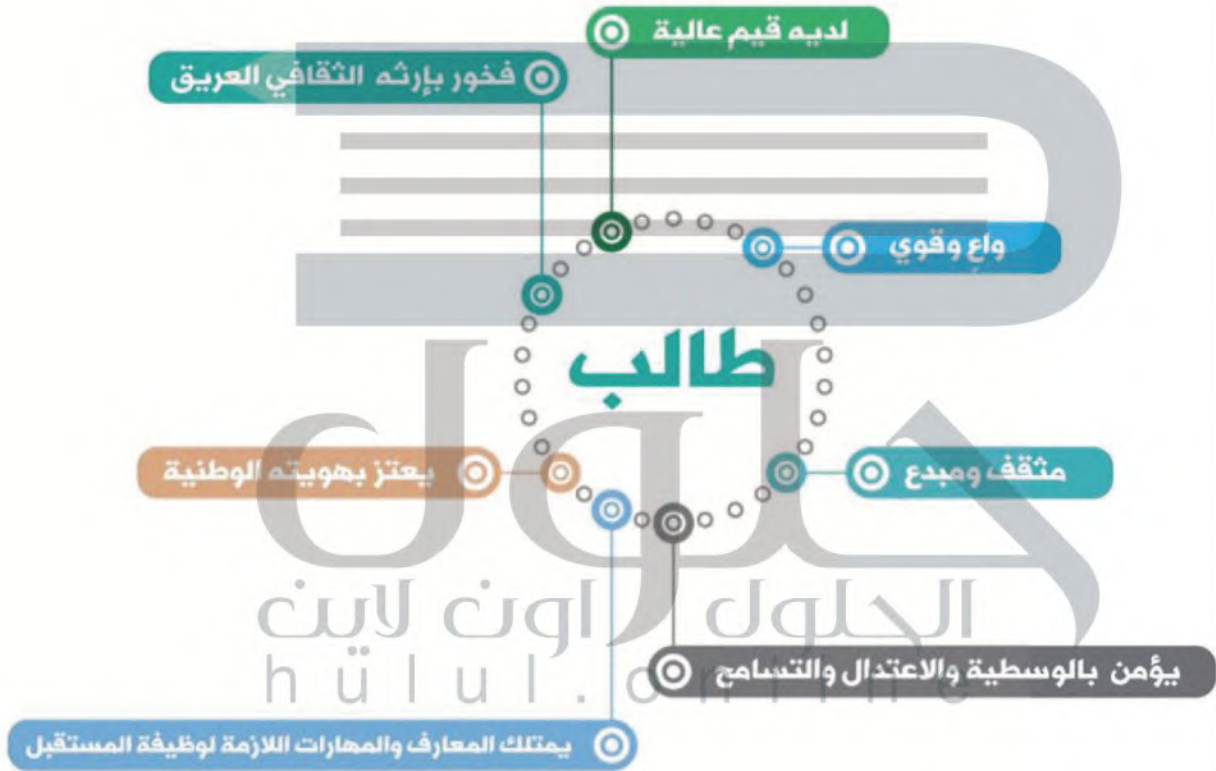 لديه قيم عالية
فخور بإرثه الثقافي العريق
واعٍ وقوي
طالب
مثقف ومبدع
يعتز بهويته الوطنية
حلول
الحلول اون لاين
hulul.online
يؤمن بالوسطية والاعتدال والتسامح
يمتلك المعارف والمهارات اللازمة لوظيفة المستقبل